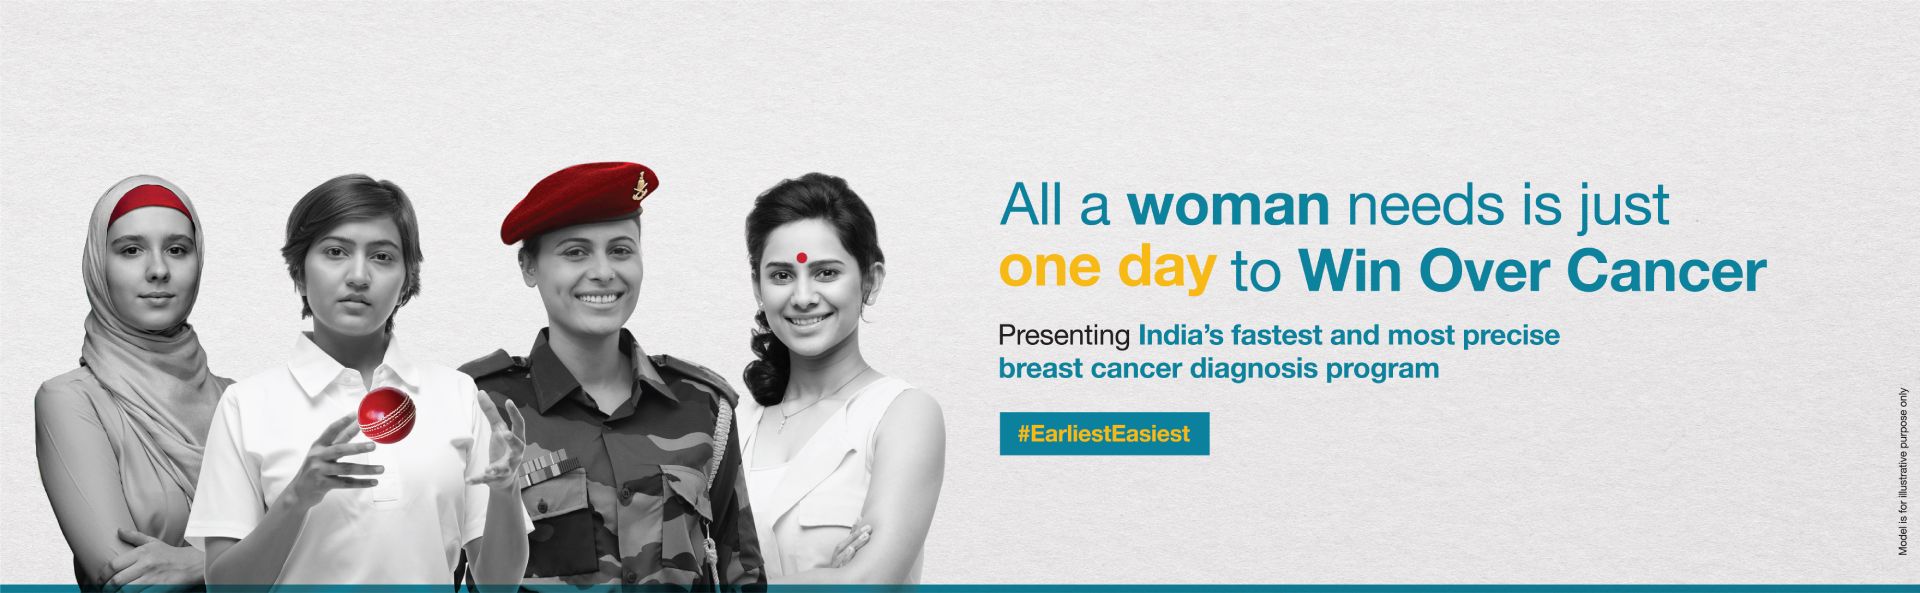 All a woman needs is just
one day to Win Over Cancer
Presenting India's fastest and most precise
breast cancer diagnosis program
#EarliestEasiest
Model is for illustrative purpose only